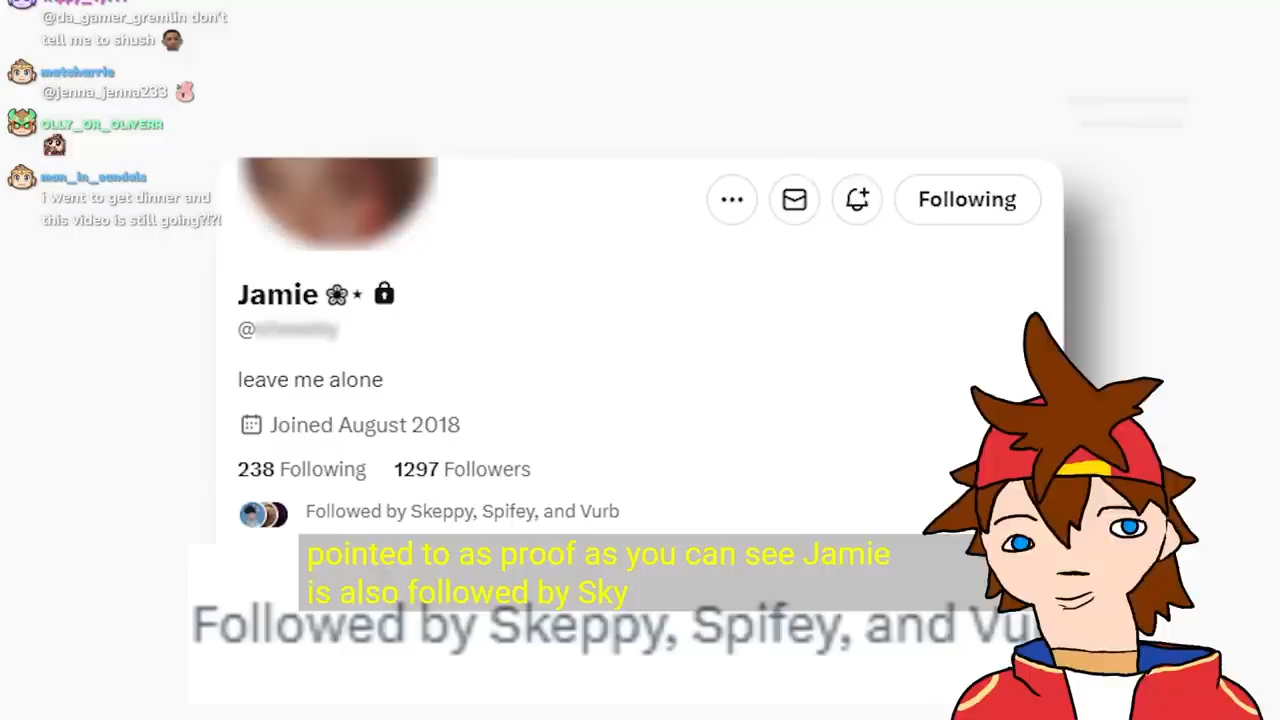 @da_gamer_gremlin don't
tell me to shush
matcharrie
@jenna_jenna233
OLLY_OR_OLIVERR
man_in_sandals
i went to get dinner and
this video is still going?!?!
Following
Jamie
@
leave me alone
Joined August 2018
238 Following 1297 Followers
Followed by Skeppy, Spifey, and Vurb
pointed to as proof as you can see Jamie
is also followed by Sky
Followed by Skeppy, Spifey, and Vu